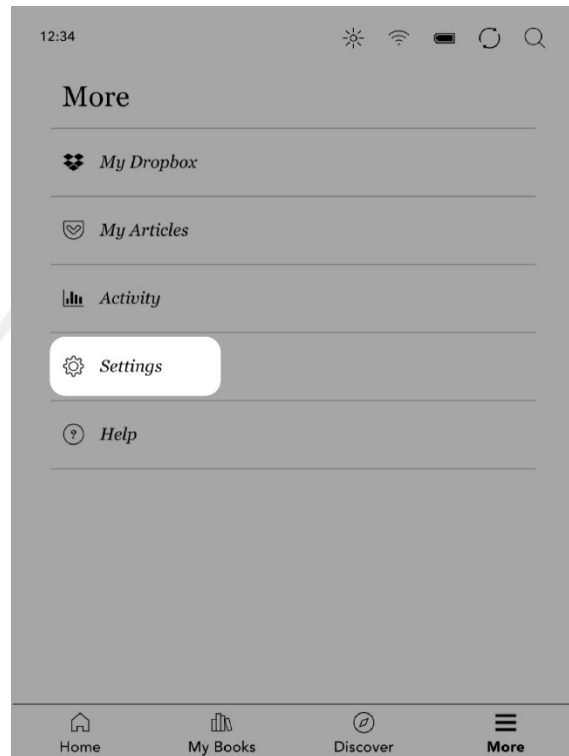 12:34
More
My Dropbox
My Articles
Activity
Settings
? Help
Home My Books Discover More